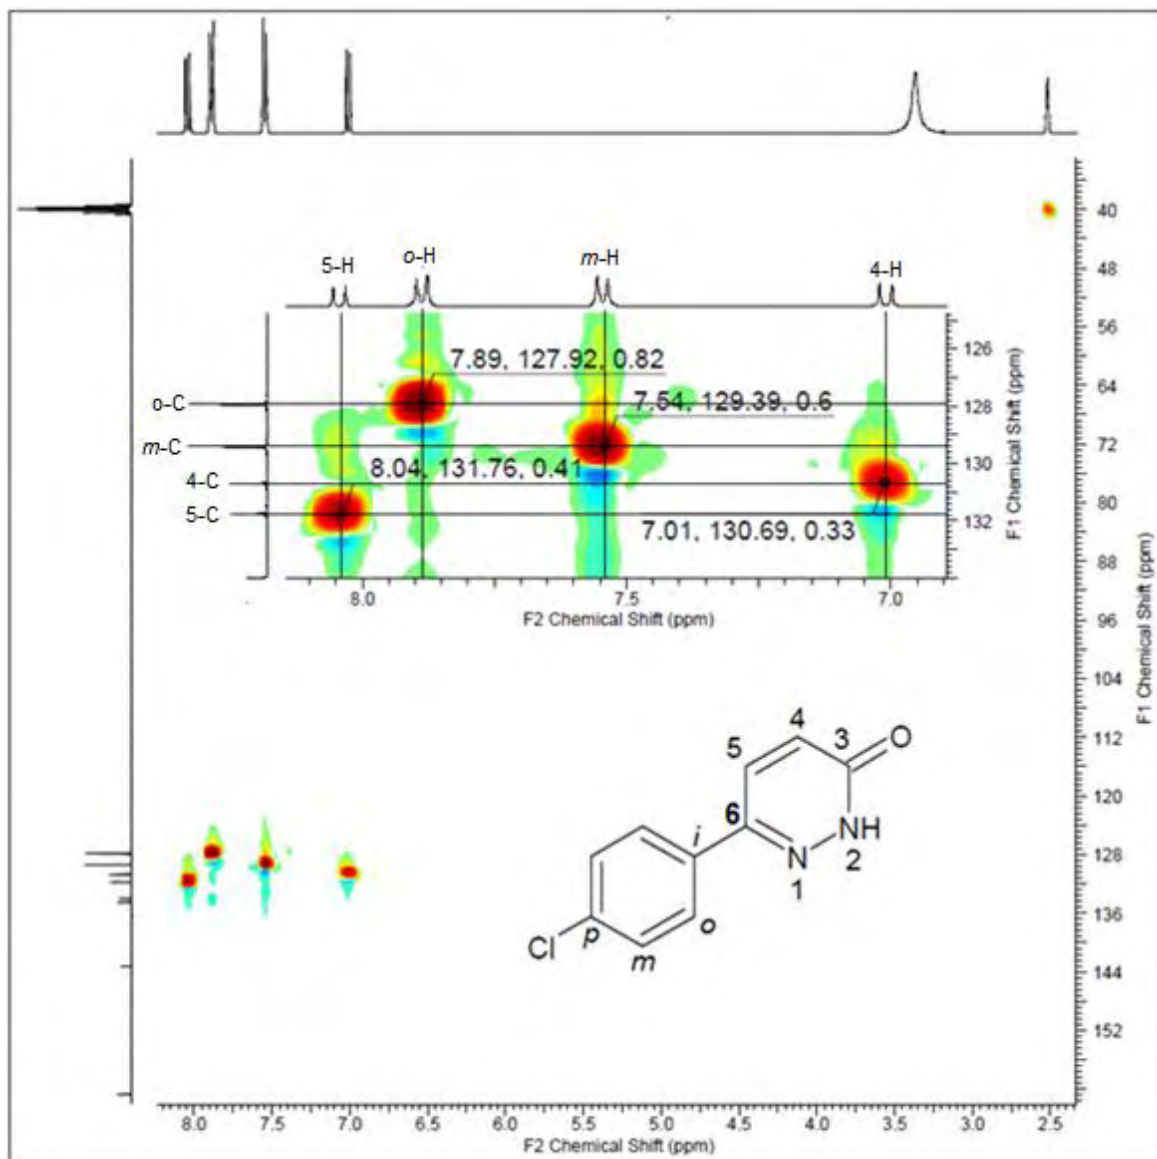 40
48
56
64
72
80
88
96
104
112
120
128
136
144
152
F1 Chemical Shift (ppm)
5-H
o-H
m-H
4-H
o-C
m-C
4-C
5-C
7.89, 127.92, 0.82
7.54, 129.39, 0.6
8.04, 131.76, 0.41
7.01, 130.69, 0.33
126
128
130
132
F1 Chemical Shift (ppm)
8.0 7.5 7.0
F2 Chemical Shift (ppm)
4
5
3
O
6
NH
i
N
2
1
o
Cl
p
m
8.0 7.5 7.0 6.5 6.0 5.5 5.0 4.5 4.0 3.5 3.0 2.5
F2 Chemical Shift (ppm)